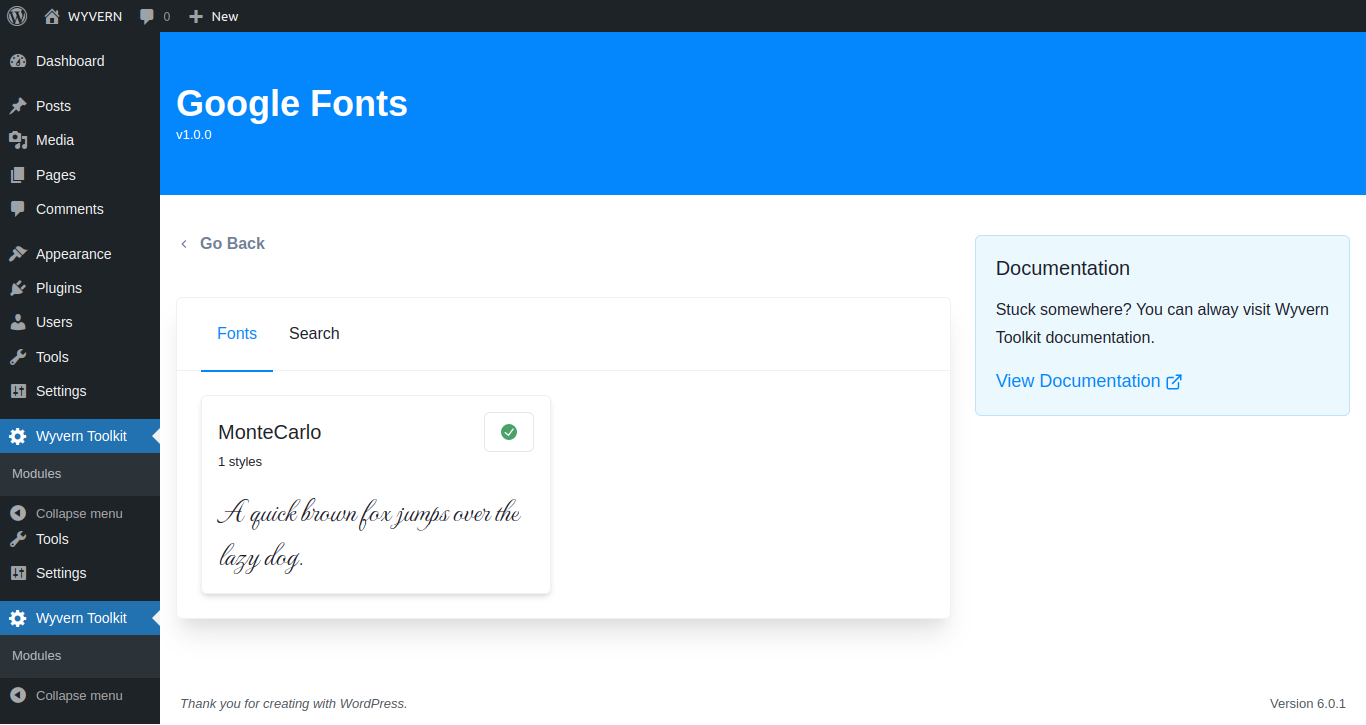 WYVERN 0 New
Dashboard
Posts
Media
Pages
Comments
Appearance
Plugins
Users
Tools
Settings
Wyvern Toolkit
Modules
Collapse menu
Tools
Settings
Wyvern Toolkit
Modules
Collapse menu
Google Fonts
v1.0.0
Go Back
Fonts Search
MonteCarlo
1 styles
A quick brown fox jumps over the
lazy dog.
Documentation
Stuck somewhere? You can alway visit Wyvern
Toolkit documentation.
View Documentation
Thank you for creating with WordPress.
Version 6.0.1